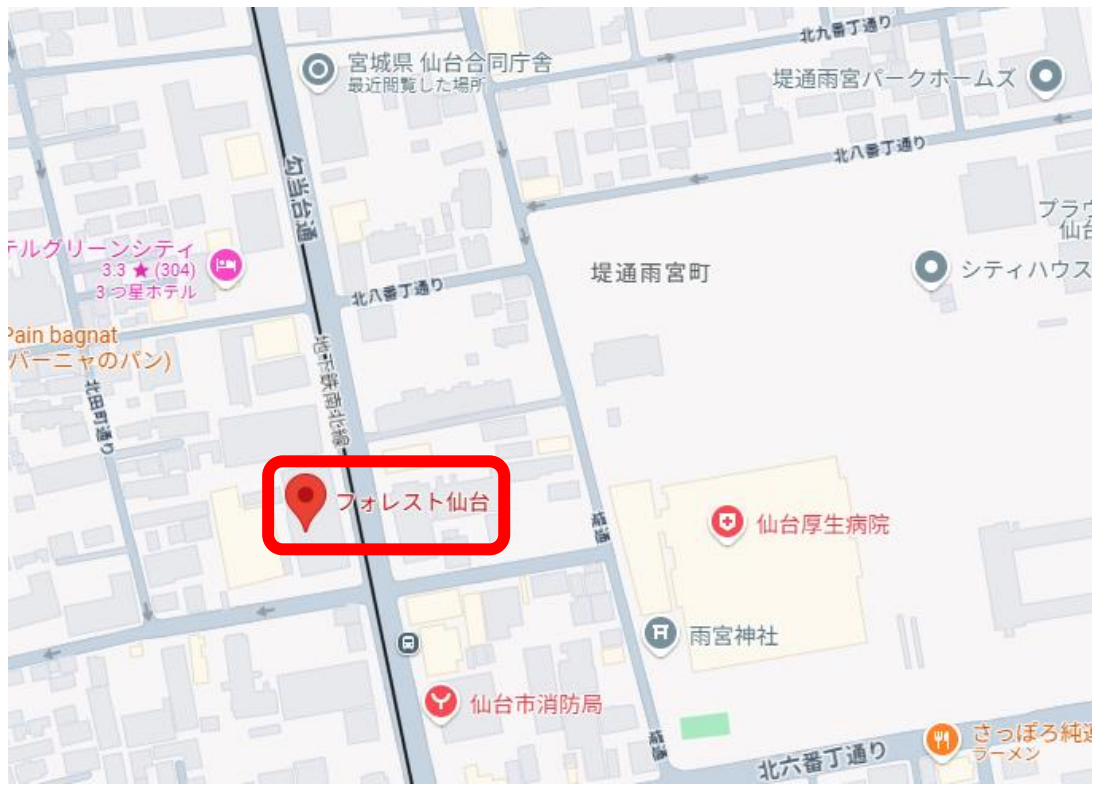 北九番丁通り
宮城県 仙台合同庁舎
最近閲覧した場所
堤通雨宮パークホームズ
北八番丁通り
勾当台通
プラウ
仙台
テルグリーンシティ
3.3 ★ (304)
3 つ星ホテル
堤通雨宮町
シティハウス
北八番丁通り
Pain bagnat
バーニャのパン)
地下鉄南北線
北田町通り
フォレスト仙台
堤通
仙台厚生病院
雨宮神社
仙台市消防局
堤通
北六番丁通り
さっぽろ純連
ラーメン